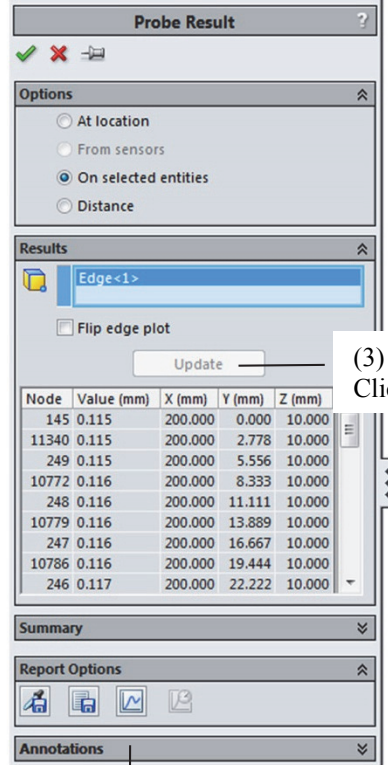 Probe Result ?
Options
At location
From sensors
On selected entities
Distance
Results
Edge<1>
Flip edge plot
Update
(3)
Node Value (mm) X (mm) Y (mm) Z (mm)
145 0.115 200.000 0.000 10.000
11340 0.115 200.000 2.778 10.000
249 0.115 200.000 5.556 10.000
10772 0.116 200.000 8.333 10.000
248 0.116 200.000 11.111 10.000
10779 0.116 200.000 13.889 10.000
247 0.116 200.000 16.667 10.000
10786 0.116 200.000 19.444 10.000
246 0.117 200.000 22.222 10.000
Summary
Report Options
Annotations